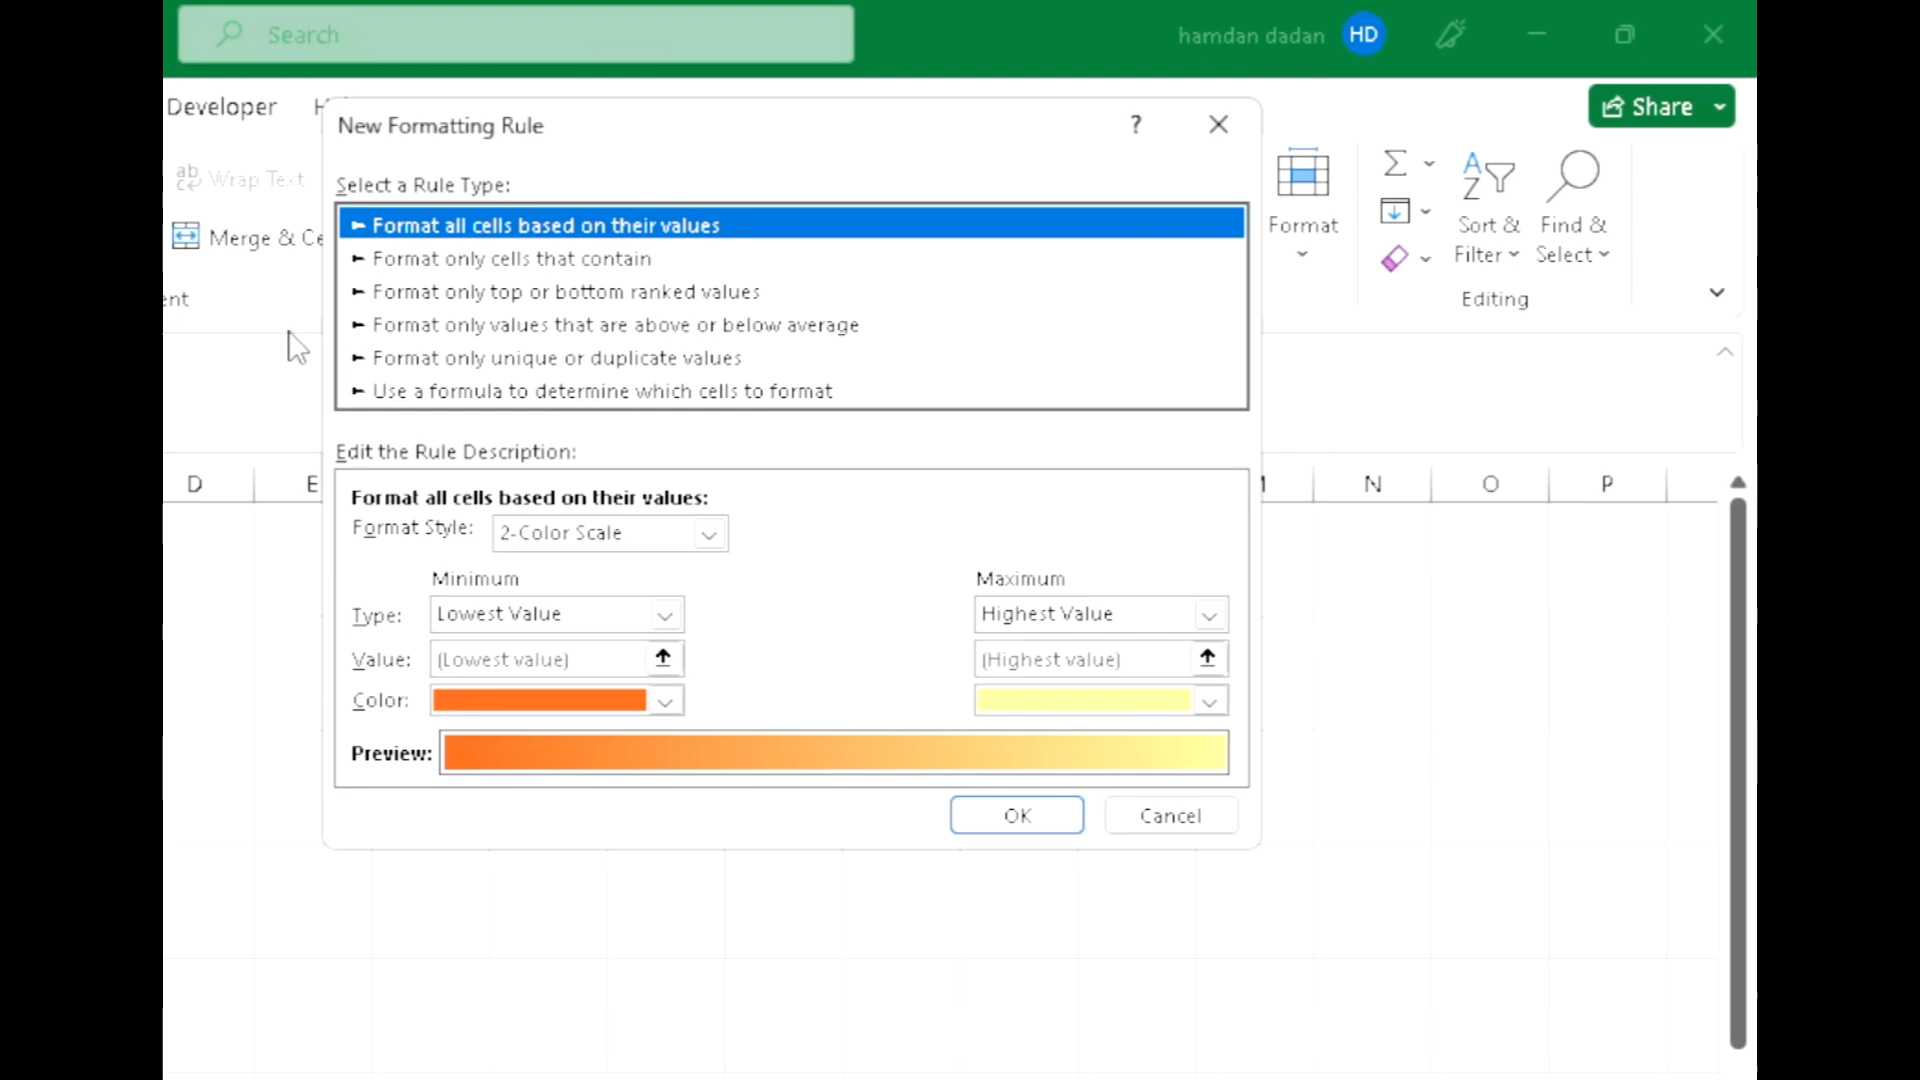 Search
hamdan dadan
HD
Developer
Share
New Formatting Rule
?
Select a Rule Type:
► Format all cells based on their values
► Format only cells that contain
► Format only top or bottom ranked values
► Format only values that are above or below average
► Format only unique or duplicate values
► Use a formula to determine which cells to format
Edit the Rule Description:
Format all cells based on their values:
Format Style:
2-Color Scale
Minimum
Maximum
Type:
Lowest Value
Highest Value
Value:
(Lowest value)
(Highest value)
Color:
Preview:
OK
Cancel
ab
c
Wrap Text
Merge & Ce
ent
Format
Sort &
Filter
Find &
Select
A
Z
Editing
D
E
N
O
P